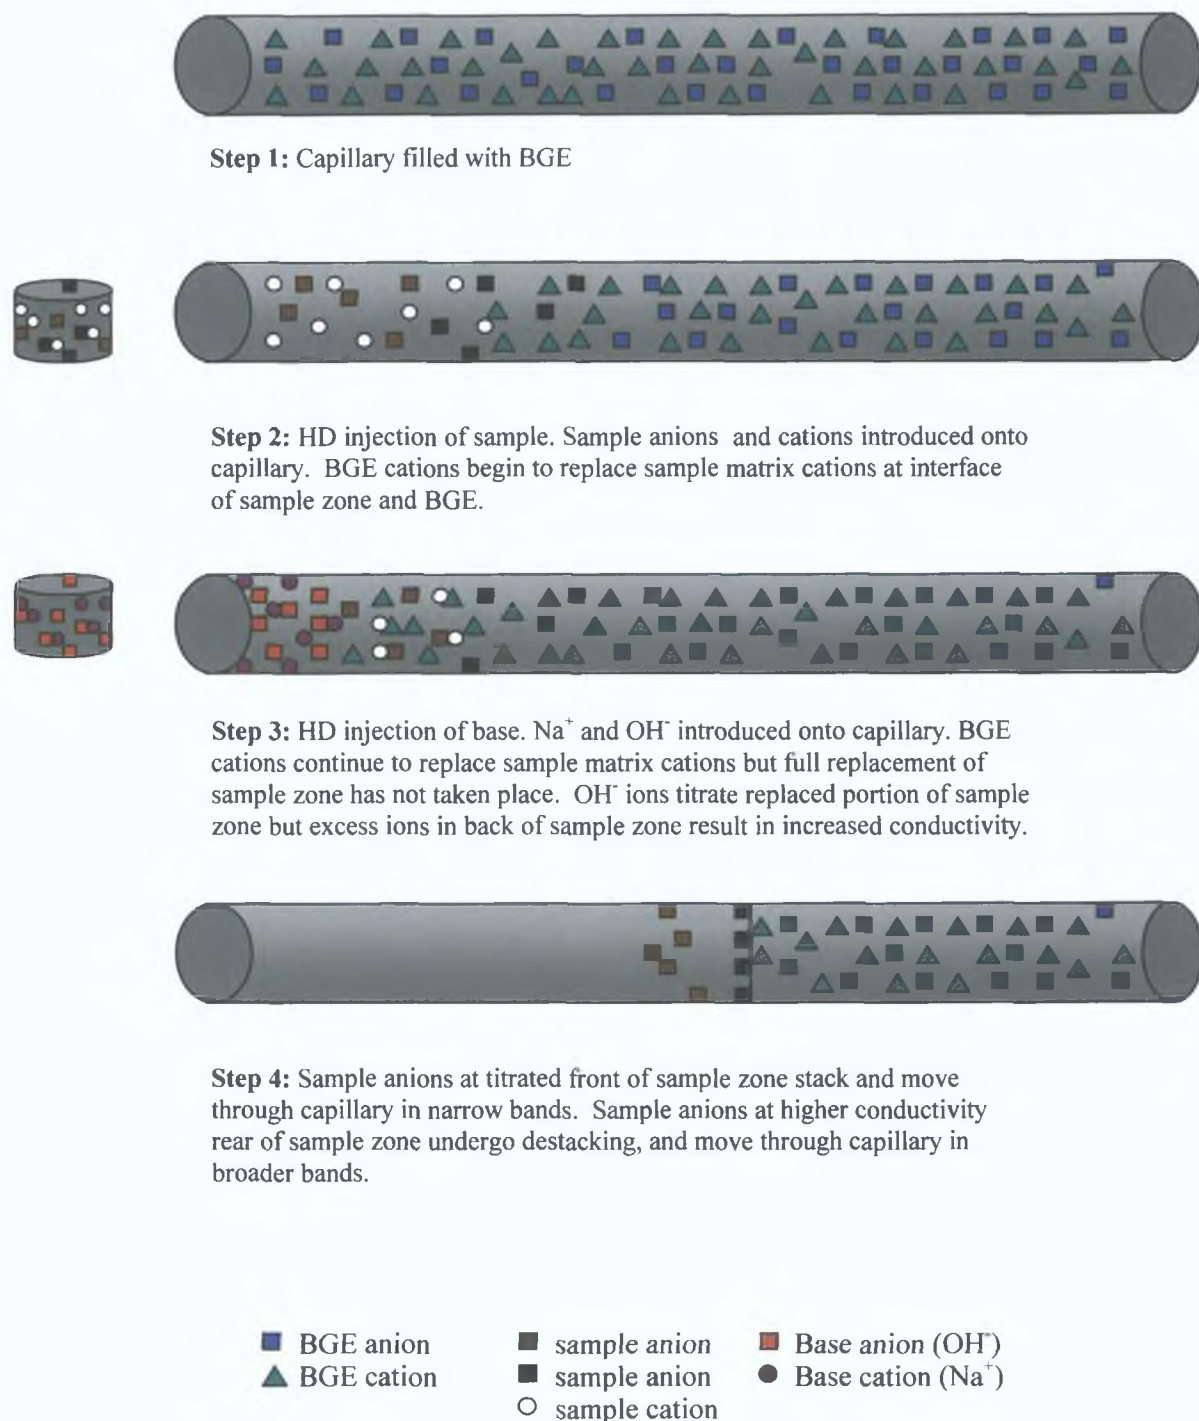 Step 1: Capillary filled with BGE
Step 2: HD injection of sample. Sample anions and cations introduced onto
capillary. BGE cations begin to replace sample matrix cations at interface
of sample zone and BGE.
Step 3: HD injection of base. Na⁺ and OH⁻ introduced onto capillary. BGE
cations continue to replace sample matrix cations but full replacement of
sample zone has not taken place. OH⁻ ions titrate replaced portion of sample
zone but excess ions in back of sample zone result in increased conductivity.
Step 4: Sample anions at titrated front of sample zone stack and move
through capillary in narrow bands. Sample anions at higher conductivity
rear of sample zone undergo destacking, and move through capillary in
broader bands.
BGE anion
BGE cation
sample anion
sample anion
sample cation
Base anion (OH⁻)
Base cation (Na⁺)